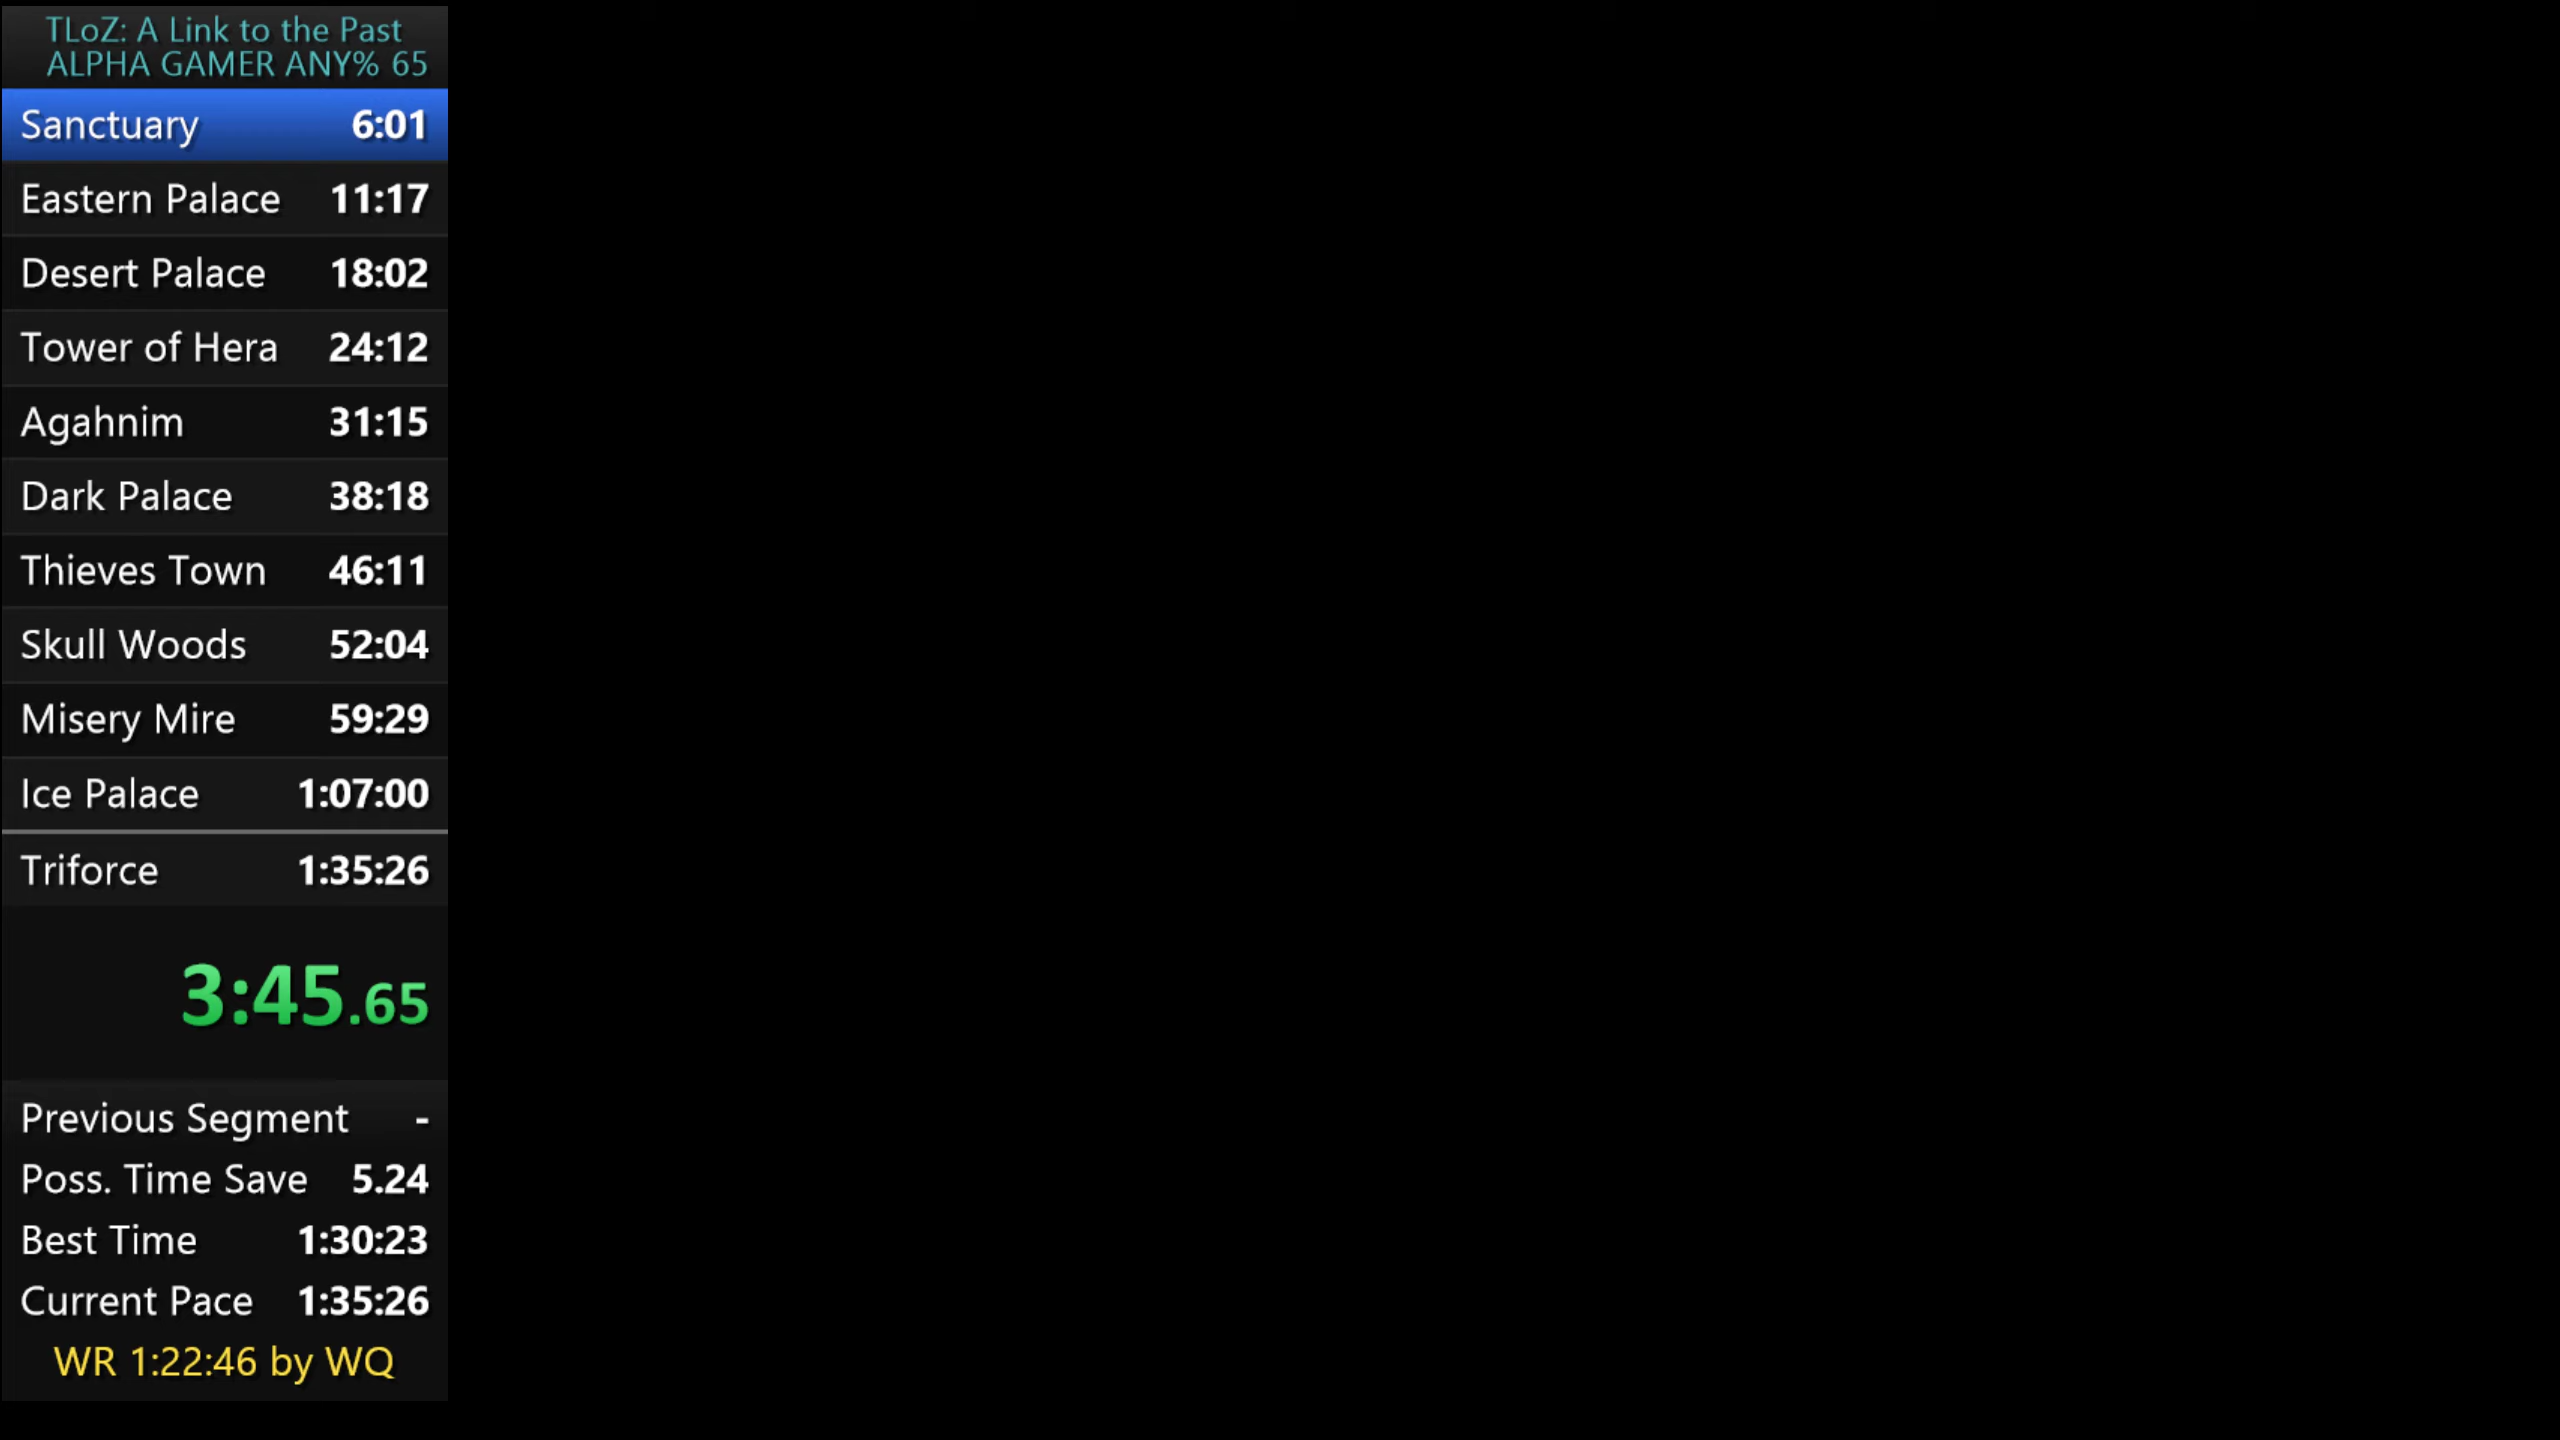 TLoZ: A Link to the Past
ALPHA GAMER ANY% 65
Sanctuary 6:01
Eastern Palace 11:17
Desert Palace 18:02
Tower of Hera 24:12
Agahnim 31:15
Dark Palace 38:18
Thieves Town 46:11
Skull Woods 52:04
Misery Mire 59:29
Ice Palace 1:07:00
Triforce 1:35:26
3:45.65
Previous Segment -
Poss. Time Save 5.24
Best Time 1:30:23
Current Pace 1:35:26
WR 1:22:46 by WQ